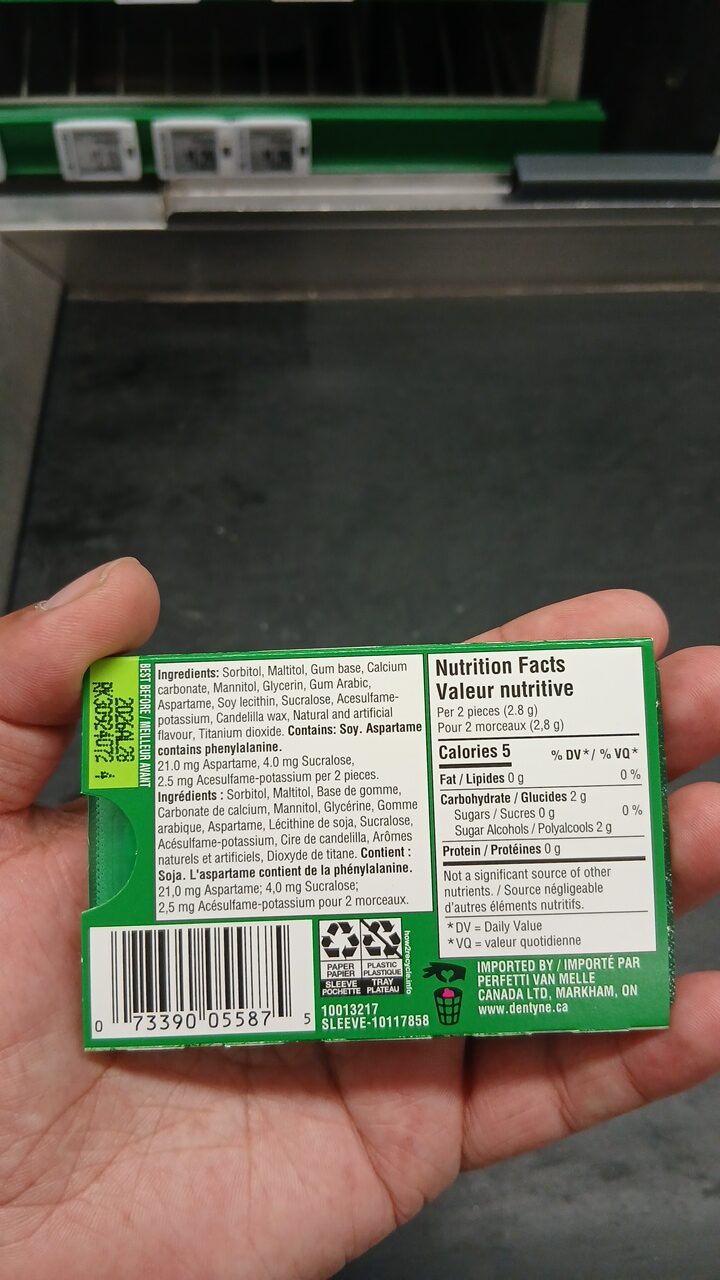 BEST BEFORE / MEILLEUR AVANT
2026AL28
RK30924072 4
Ingredients: Sorbitol, Maltitol, Gum base, Calcium
carbonate, Mannitol, Glycerin, Gum Arabic,
Aspartame, Soy lecithin, Sucralose, Acesulfame-
potassium, Candelilla wax, Natural and artificial
flavour, Titanium dioxide. Contains: Soy. Aspartame
contains phenylalanine.
21.0 mg Aspartame, 4.0 mg Sucralose,
2.5 mg Acesulfame-potassium per 2 pieces.
Ingrédients : Sorbitol, Maltitol, Base de gomme,
Carbonate de calcium, Mannitol, Glycérine, Gomme
arabique, Aspartame, Lécithine de soja, Sucralose,
Acésulfame-potassium, Cire de candelilla, Arômes
naturels et artificiels, Dioxyde de titane. Contient :
Soja. L'aspartame contient de la phénylalanine.
21,0 mg Aspartame; 4,0 mg Sucralose;
2,5 mg Acésulfame-potassium pour 2 morceaux.
Nutrition Facts
Valeur nutritive
Per 2 pieces (2.8 g)
Pour 2 morceaux (2,8 g)
Calories 5 % DV* / % VQ*
Fat / Lipides 0 g 0 %
Carbohydrate / Glucides 2 g
Sugars / Sucres 0 g 0 %
Sugar Alcohols / Polyalcools 2 g
Protein / Protéines 0 g
Not a significant source of other
nutrients. / Source négligeable
d'autres éléments nutritifs.
*DV = Daily Value
*VQ = valeur quotidienne
0 73390 05587 5
PAPER
PAPIER
SLEEVE
POCHETTE
PLASTIC
PLASTIQUE
TRAY
PLATEAU
how2recycle.info
10013217
SLEEVE-10117858
IMPORTED BY / IMPORTÉ PAR
PERFETTI VAN MELLE
CANADA LTD, MARKHAM, ON
www.dentyne.ca